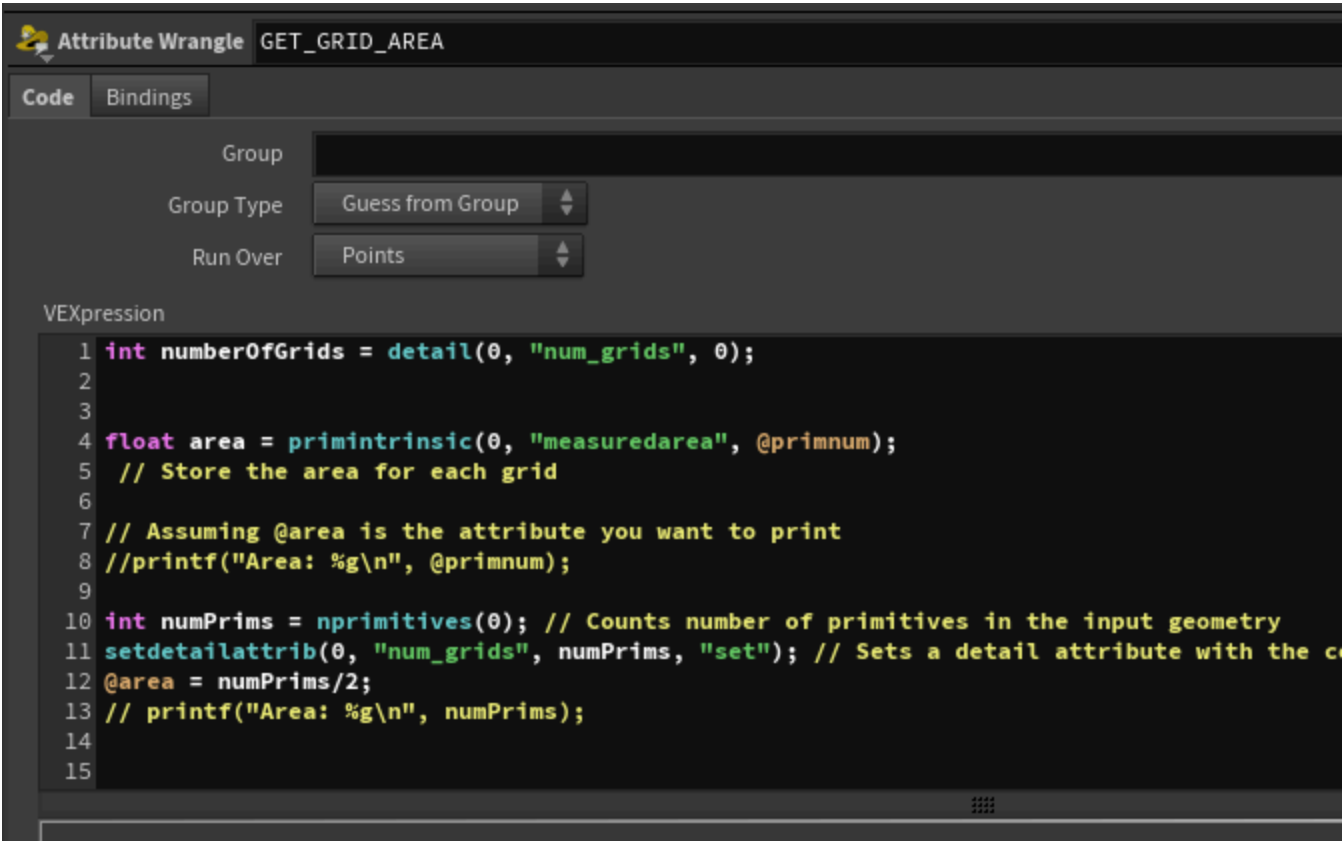 Attribute Wrangle GET_GRID_AREA
Code Bindings
Group
Group Type Guess from Group
Run Over Points
VEXpression
1 int numberOfGrids = detail(0, "num_grids", 0);
2
3
4 float area = primintrinsic(0, "measuredarea", @primnum);
5 // Store the area for each grid
6
7 // Assuming @area is the attribute you want to print
8 //printf("Area: %g\n", @primnum);
9
10 int numPrims = nprimitives(0); // Counts number of primitives in the input geometry
11 setdetailattrib(0, "num_grids", numPrims, "set"); // Sets a detail attribute with the
12 @area = numPrims/2;
13 // printf("Area: %g\n", numPrims);
14
15